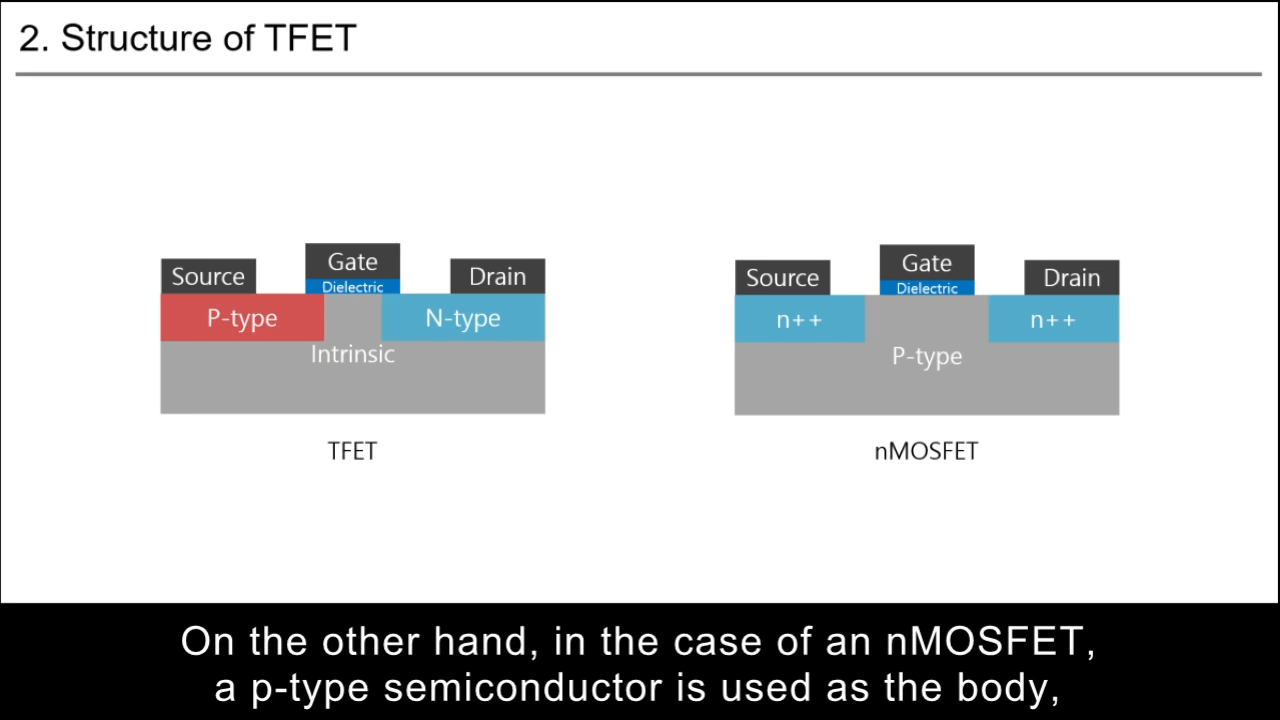 2. Structure of TFET
Source
Gate
Dielectric
Drain
P-type
N-type
Intrinsic
TFET
Source
Gate
Dielectric
Drain
n++
n++
P-type
nMOSFET
On the other hand, in the case of an nMOSFET,
a p-type semiconductor is used as the body,